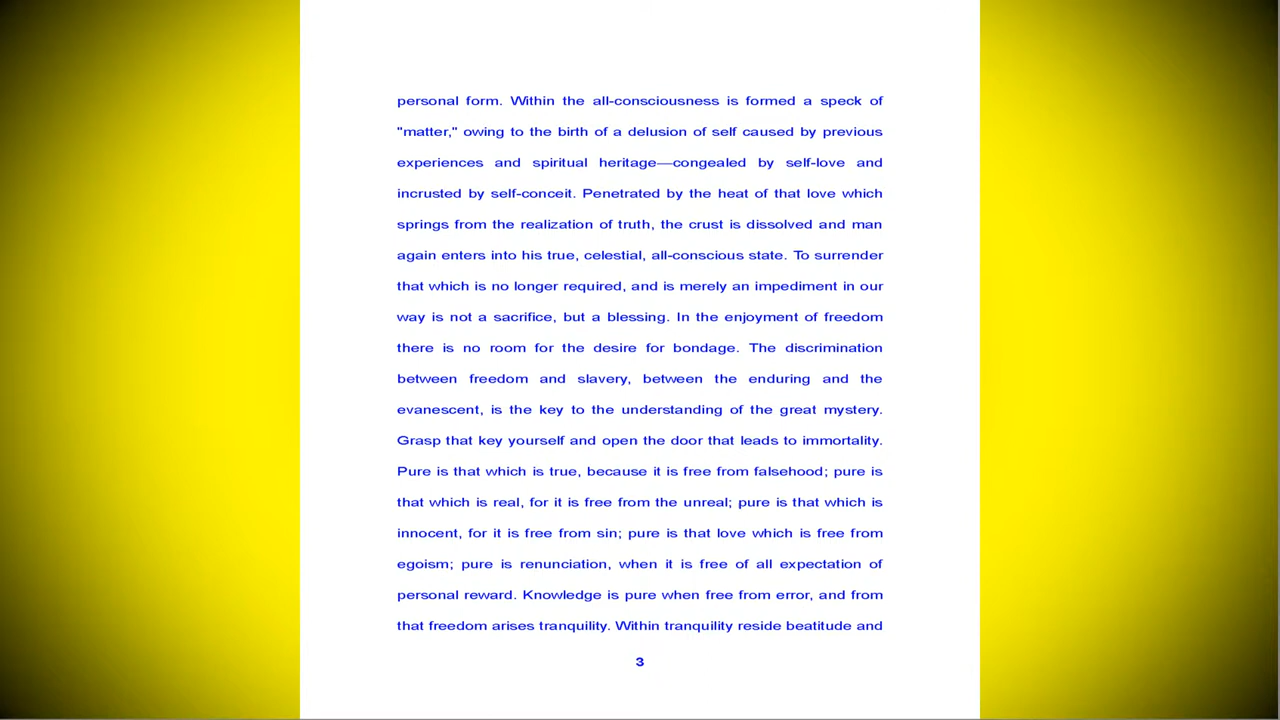 personal form. Within the all-consciousness is formed a speck of
"matter," owing to the birth of a delusion of self caused by previous
experiences and spiritual heritage—congealed by self-love and
incrusted by self-conceit. Penetrated by the heat of that love which
springs from the realization of truth, the crust is dissolved and man
again enters into his true, celestial, all-conscious state. To surrender
that which is no longer required, and is merely an impediment in our
way is not a sacrifice, but a blessing. In the enjoyment of freedom
there is no room for the desire for bondage. The discrimination
between freedom and slavery, between the enduring and the
evanescent, is the key to the understanding of the great mystery.
Grasp that key yourself and open the door that leads to immortality.
Pure is that which is true, because it is free from falsehood; pure is
that which is real, for it is free from the unreal; pure is that which is
innocent, for it is free from sin; pure is that love which is free from
egoism; pure is renunciation, when it is free of all expectation of
personal reward. Knowledge is pure when free from error, and from
that freedom arises tranquility. Within tranquility reside beatitude and
3